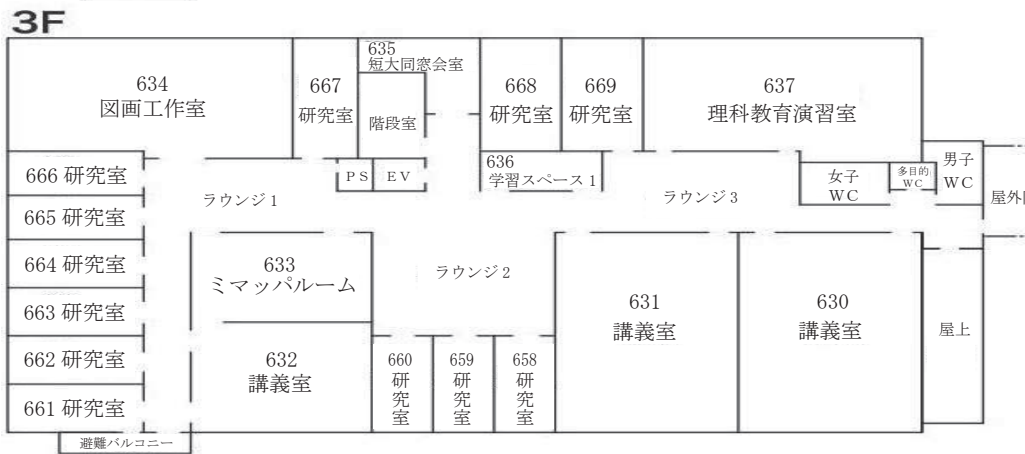 3F
634
図画工作室
667
研究室
635
短大同窓会室
階段室
668
研究室
669
研究室
637
理科教育演習室
666 研究室
PS
EV
636
学習スペース 1
女子
WC
多目的
WC
男子
WC
ラウンジ 1
ラウンジ 3
665 研究室
664 研究室
663 研究室
662 研究室
661 研究室
633
ミマッパルーム
ラウンジ 2
631
講義室
630
講義室
屋上
632
講義室
660
研究室
659
研究室
658
研究室
避難バルコニー
屋外